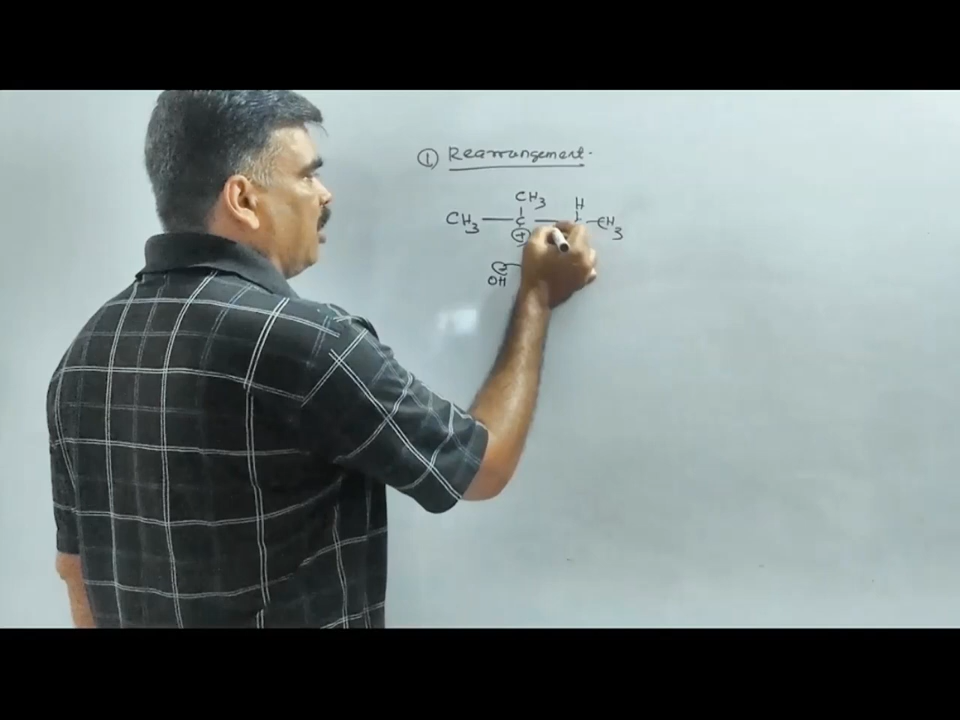 ① Rearrangement.
CH3 H
CH3 — C — C — CH3
⊕
OH